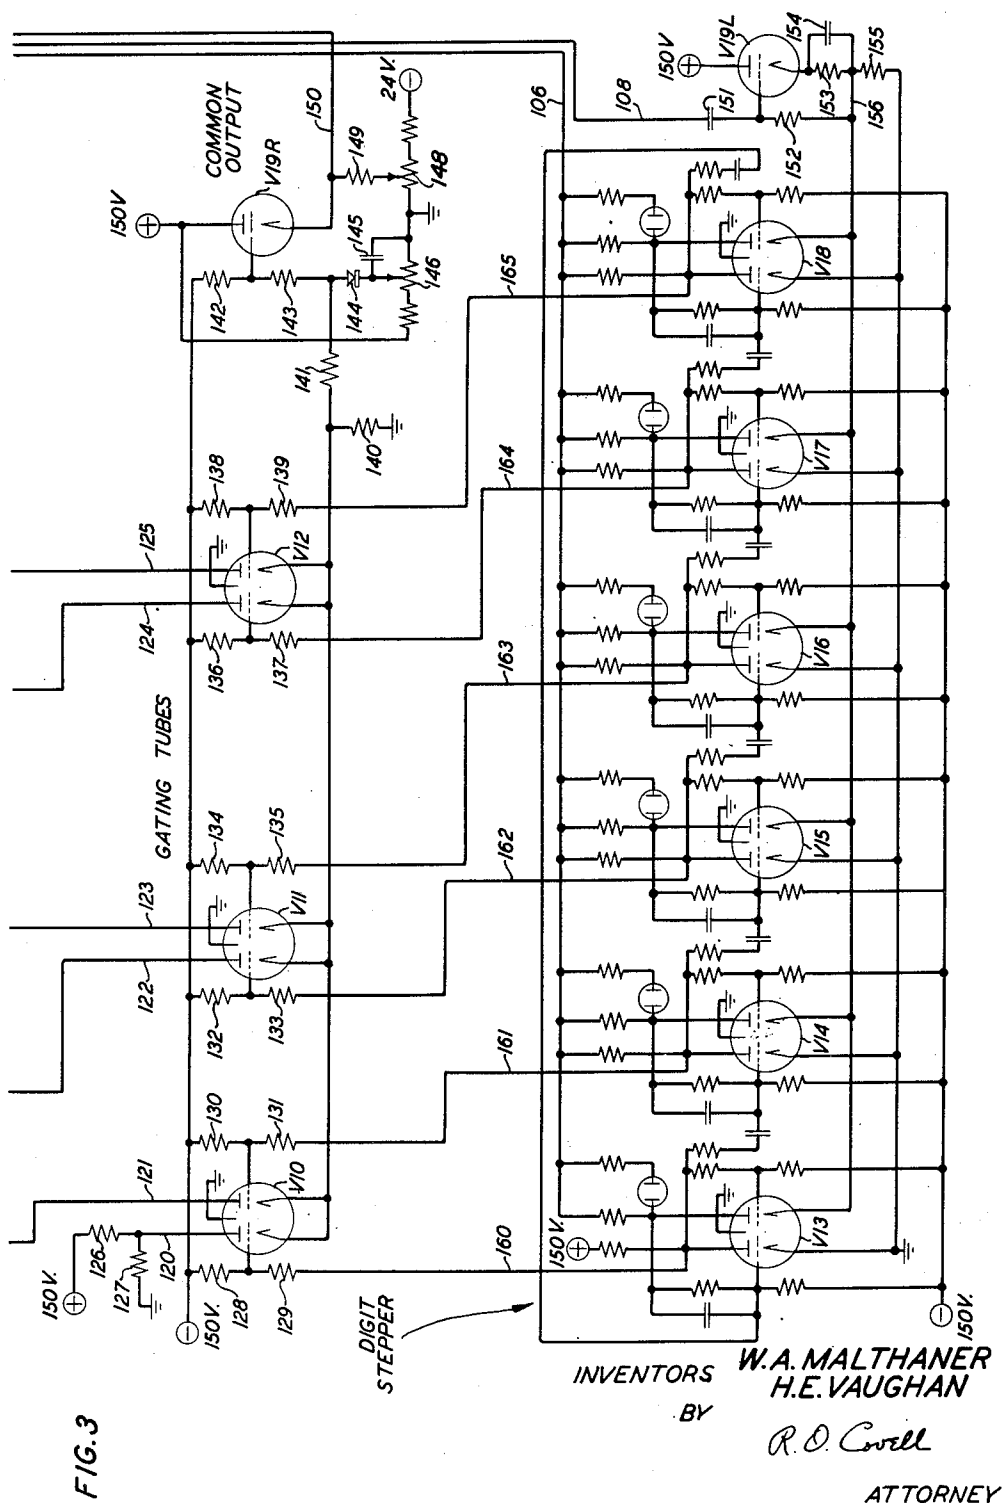 FIG. 3
150V
COMMON
OUTPUT
V19R
150
149
24V.
148
145
146
144
143
142
141
140
106
108
151
150V
V19L
154
153
155
156
152
165
V18
164
V17
163
V16
162
V15
161
V14
160
V13
150V.
150V.
138
139
125
124
V12
136
137
GATING TUBES
134
135
123
122
V11
132
133
130
131
121
V10
120
126
127
150V.
150V.
128
129
DIGIT
STEPPER
INVENTORS W.A. MALTHANER
H.E. VAUGHAN
BY
R. O. Covell
ATTORNEY